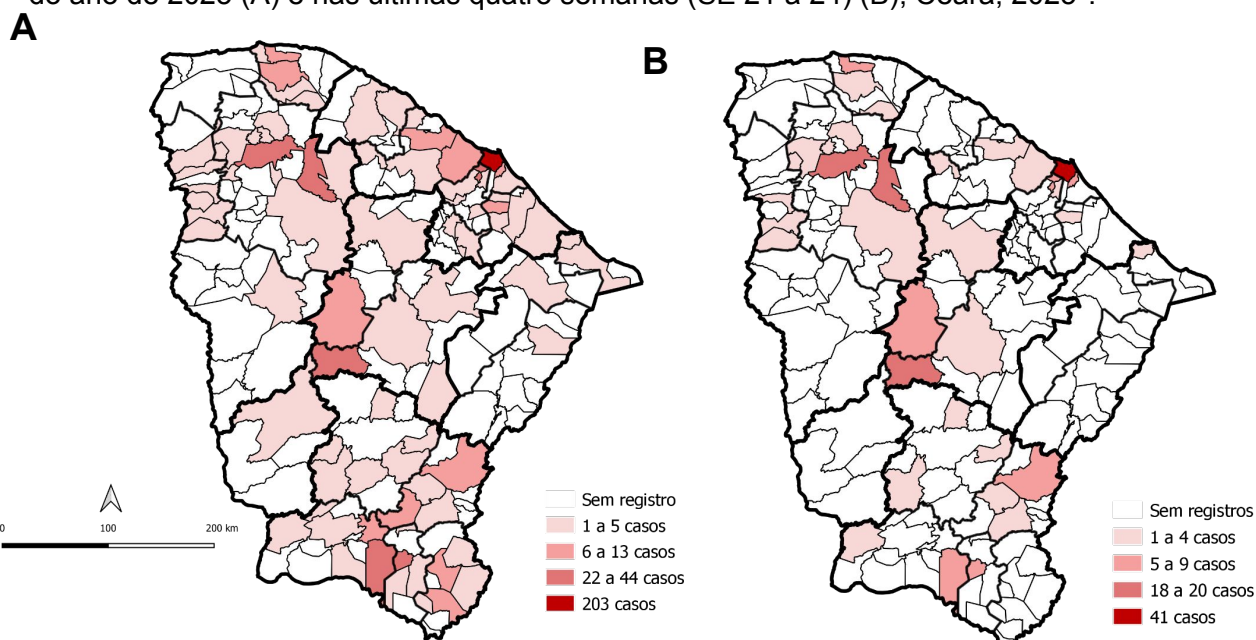 do ano de 2025 (A) e nas últimas quatro semanas (SE 21 a 24) (B), Ceará, 2025*.
A
B
Sem registro
1 a 5 casos
6 a 13 casos
22 a 44 casos
203 casos
0 100 200 km
Sem registros
1 a 4 casos
5 a 9 casos
18 a 20 casos
41 casos